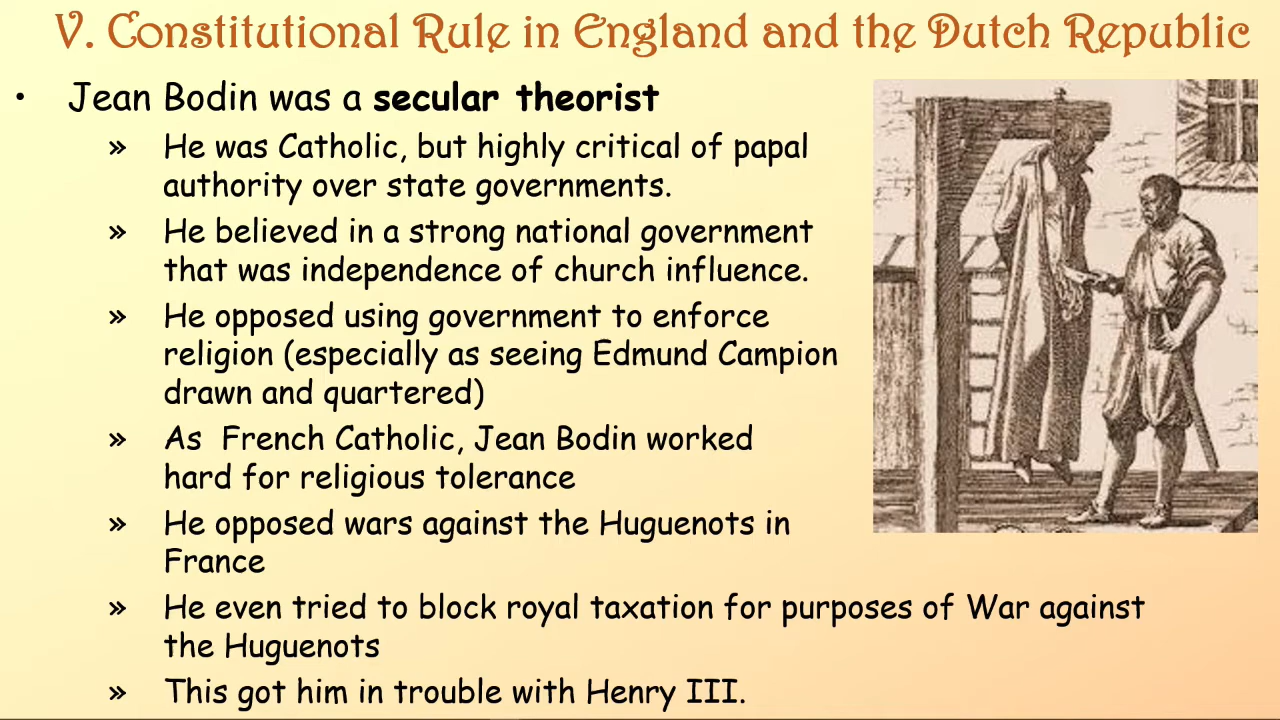 V. Constitutional Rule in England and the Dutch Republic
• Jean Bodin was a secular theorist
» He was Catholic, but highly critical of papal
authority over state governments.
» He believed in a strong national government
that was independence of church influence.
» He opposed using government to enforce
religion (especially as seeing Edmund Campion
drawn and quartered)
» As French Catholic, Jean Bodin worked
hard for religious tolerance
» He opposed wars against the Huguenots in
France
» He even tried to block royal taxation for purposes of War against
the Huguenots
» This got him in trouble with Henry III.